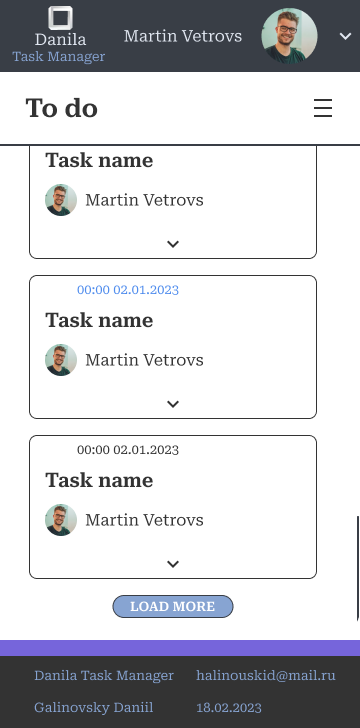 Danila
Task Manager
Martin Vetrovs
To do
Task name
Martin Vetrovs
00:00 02.01.2023
Task name
Martin Vetrovs
00:00 02.01.2023
Task name
Martin Vetrovs
LOAD MORE
Danila Task Manager
halinouskid@mail.ru
Galinovsky Daniil
18.02.2023